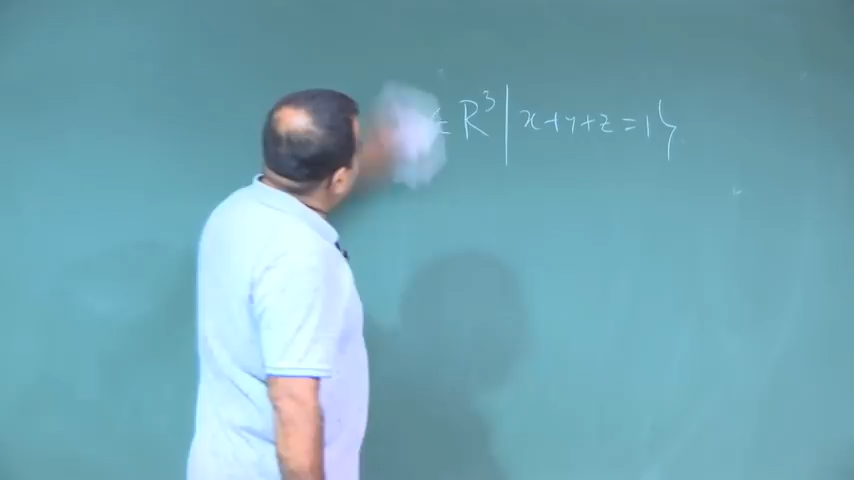 ∈ R³ | x+y+z=1}